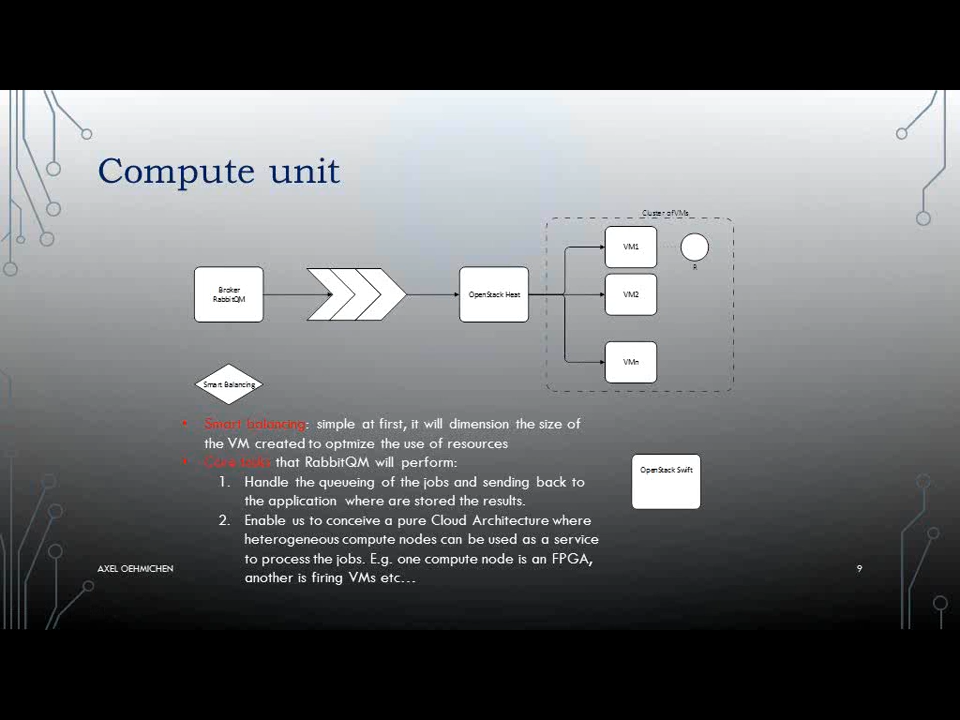 Compute unit
Cluster of VMs
VM1
R
Broker
RabbitQM
OpenStack Heat
VM2
VMn
Smart Balancing
• Smart balancing: simple at first, it will dimension the size of
the VM created to optmize the use of resources
• Core tasks that RabbitQM will perform:
1. Handle the queueing of the jobs and sending back to
the application where are stored the results.
2. Enable us to conceive a pure Cloud Architecture where
heterogeneous compute nodes can be used as a service
to process the jobs. E.g. one compute node is an FPGA,
another is firing VMs etc…
OpenStack Swift
AXEL OEHMICHEN
9